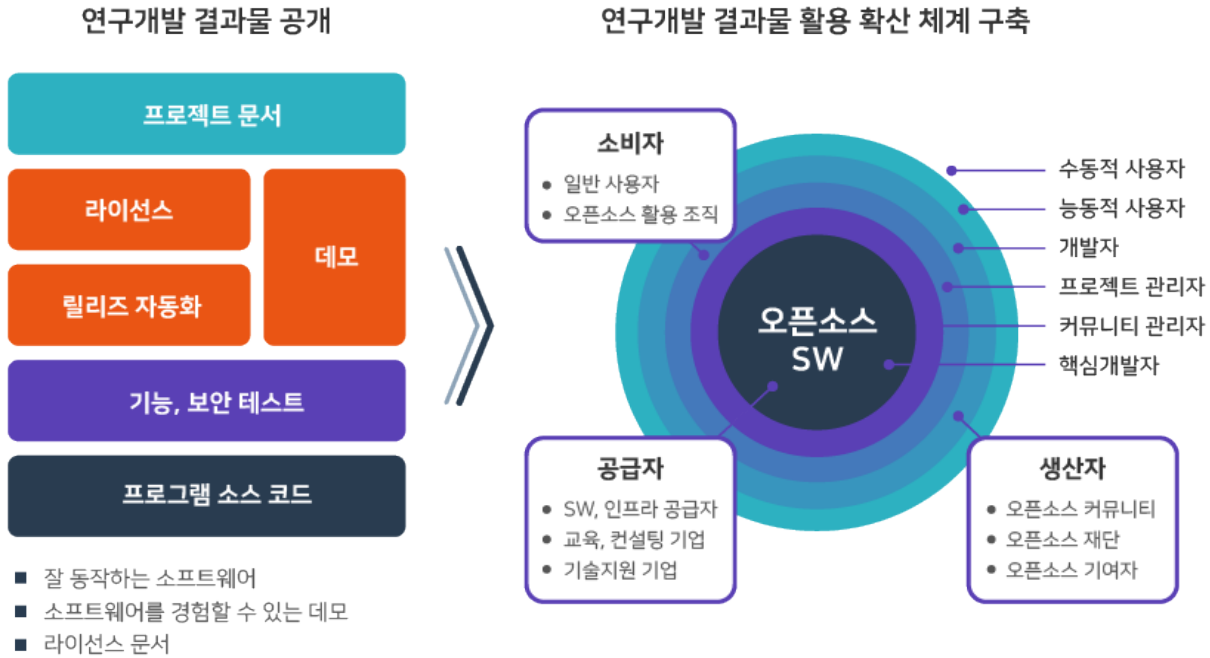 연구개발 결과물 공개
프로젝트 문서
라이선스
릴리즈 자동화
데모
기능, 보안 테스트
프로그램 소스 코드
잘 동작하는 소프트웨어
소프트웨어를 경험할 수 있는 데모
라이선스 문서
연구개발 결과물 활용 확산 체계 구축
소비자
일반 사용자
오픈소스 활용 조직
오픈소스
SW
수동적 사용자
능동적 사용자
개발자
프로젝트 관리자
커뮤니티 관리자
핵심개발자
공급자
SW, 인프라 공급자
교육, 컨설팅 기업
기술지원 기업
생산자
오픈소스 커뮤니티
오픈소스 재단
오픈소스 기여자